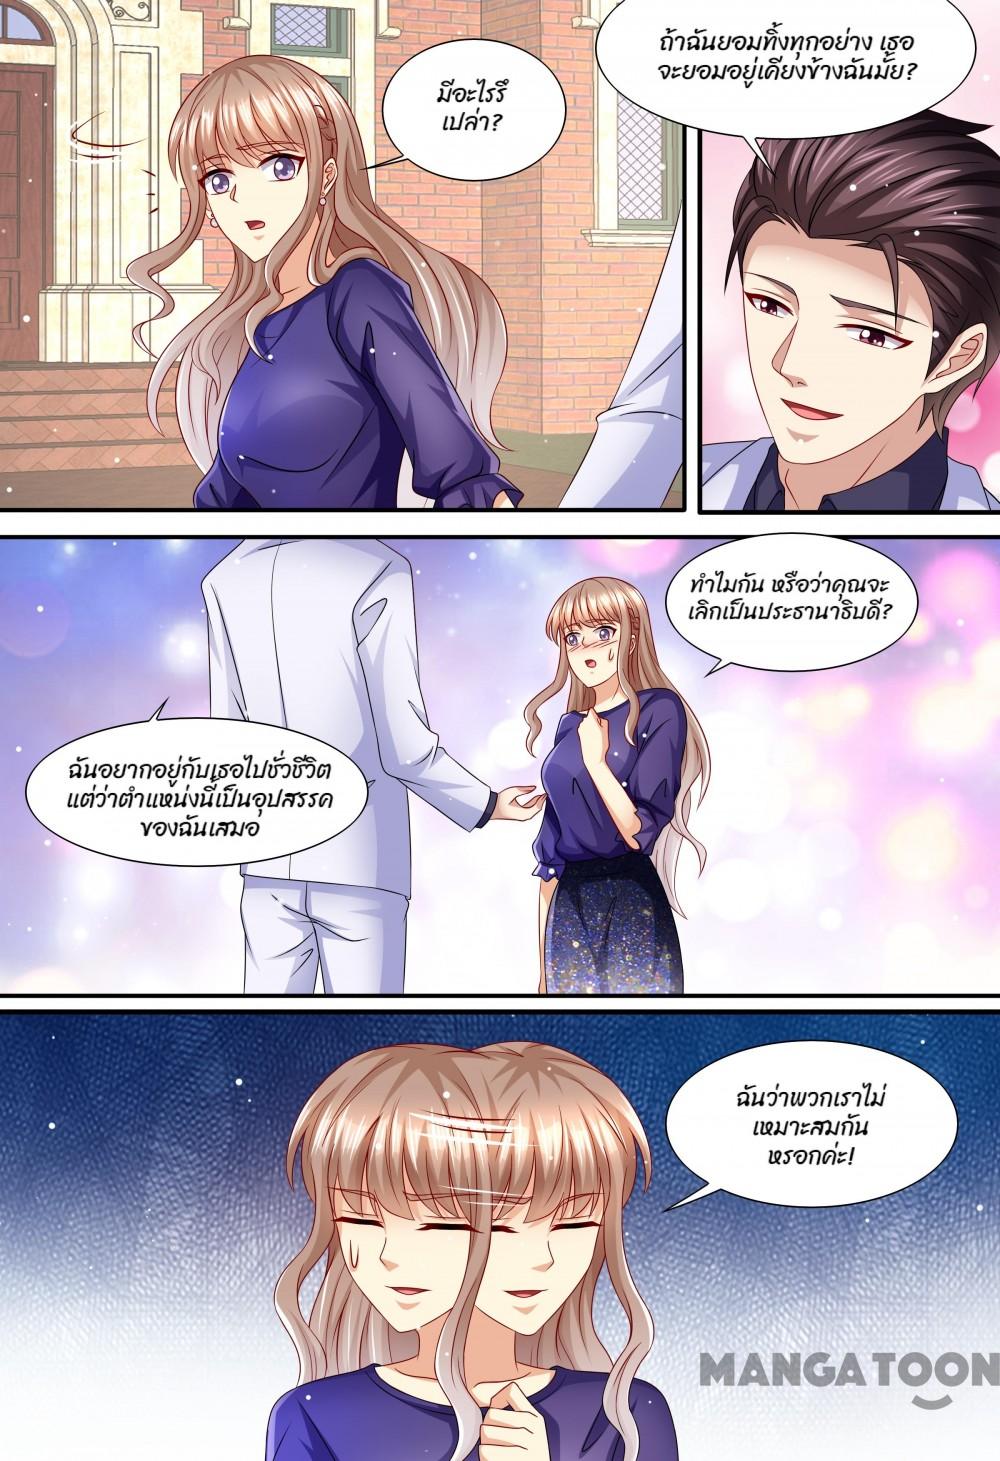 มีอะไรรึ
เปล่า?
ถ้าฉันยอมทิ้งทุกอย่าง เธอ
จะยอมอยู่เคียงข้างฉันมั้ย?
ทำไมกัน หรือว่าคุณจะ
เลิกเป็นประธานาธิบดี?
ฉันอยากอยู่กับเธอไปชั่วชีวิต
แต่ว่าตำแหน่งนี้เป็นอุปสรรค
ของฉันเสมอ
ฉันว่าพวกเราไม่
เหมาะสมกัน
หรอกค่ะ!
MANGATOON